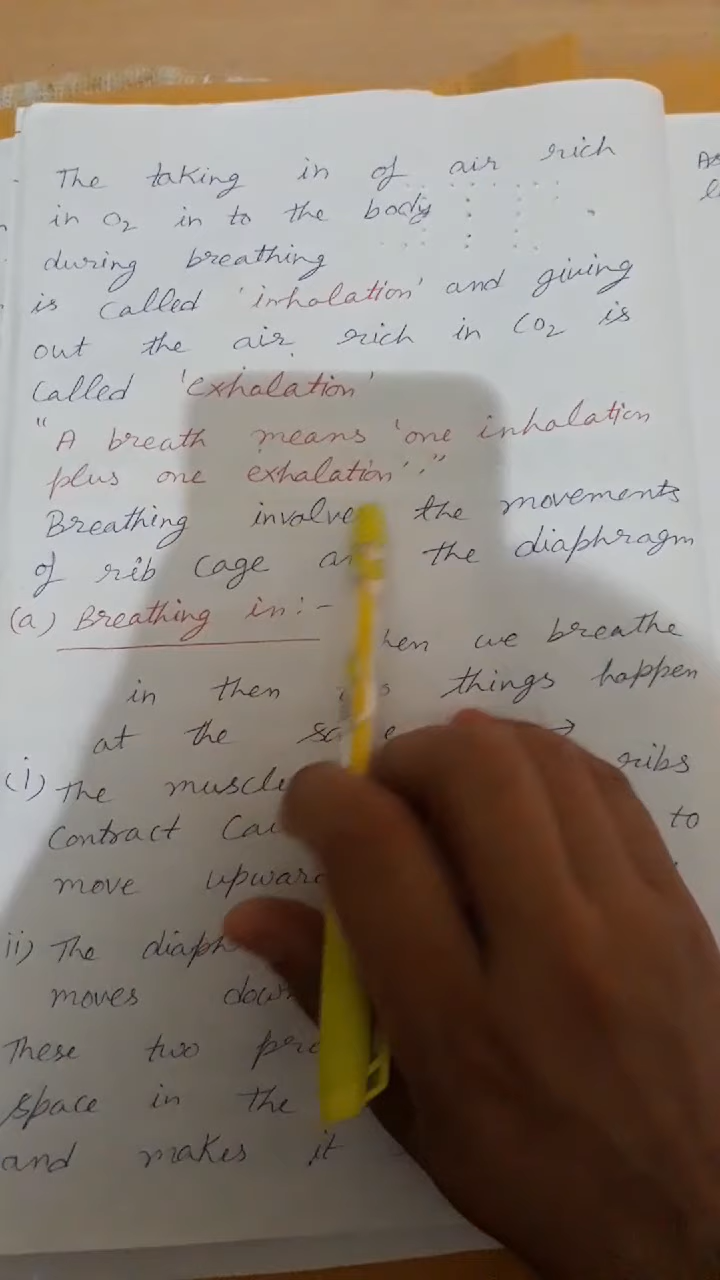 The taking in of air rich
in O2 in to the body
during breathing
is called 'inhalation' and giving
out the air rich in CO2 is
called 'exhalation'
"A breath means 'one inhalation
plus one exhalation'."
Breathing involve the movements
of rib cage the diaphragm
(a) Breathing in:-
we breathe
in then things happen
at the →
(i) The ribs
contract to
move
ii) The
moves
These two
space in the
and makes it